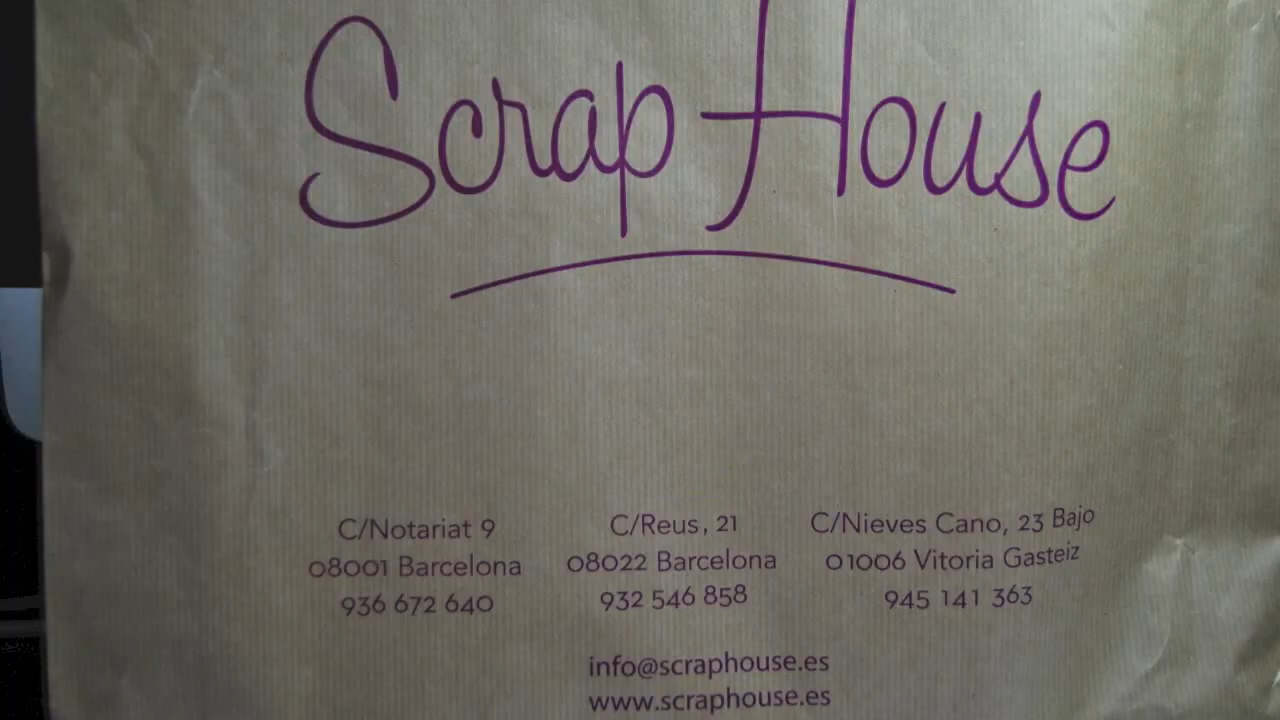 Scrap House
C/Notariat 9
08001 Barcelona
936 672 640
C/Reus, 21
08022 Barcelona
932 546 858
C/Nieves Cano, 23 Bajo
01006 Vitoria Gasteiz
945 141 363
info@scraphouse.es
www.scraphouse.es